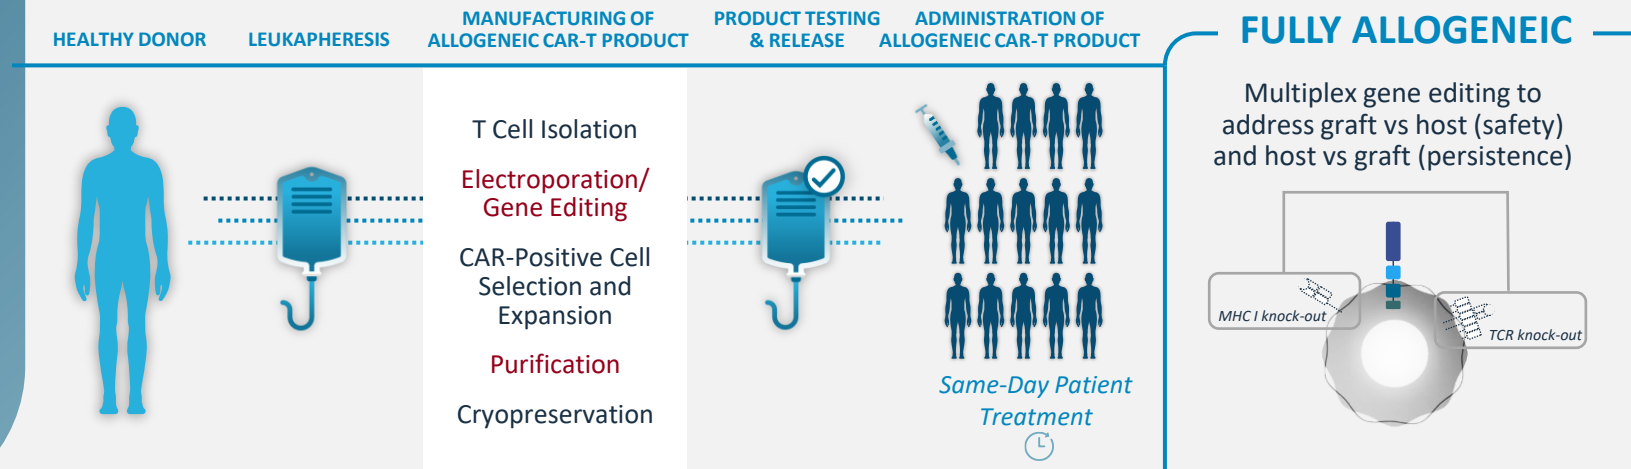 HEALTHY DONOR
LEUKAPHERESIS
MANUFACTURING OF
ALLOGENEIC CAR-T PRODUCT
PRODUCT TESTING
& RELEASE
ADMINISTRATION OF
ALLOGENEIC CAR-T PRODUCT
T Cell Isolation
Electroporation/
Gene Editing
CAR-Positive Cell
Selection and
Expansion
Purification
Cryopreservation
Same-Day Patient
Treatment
FULLY ALLOGENEIC
Multiplex gene editing to
address graft vs host (safety)
and host vs graft (persistence)
MHC I knock-out
TCR knock-out